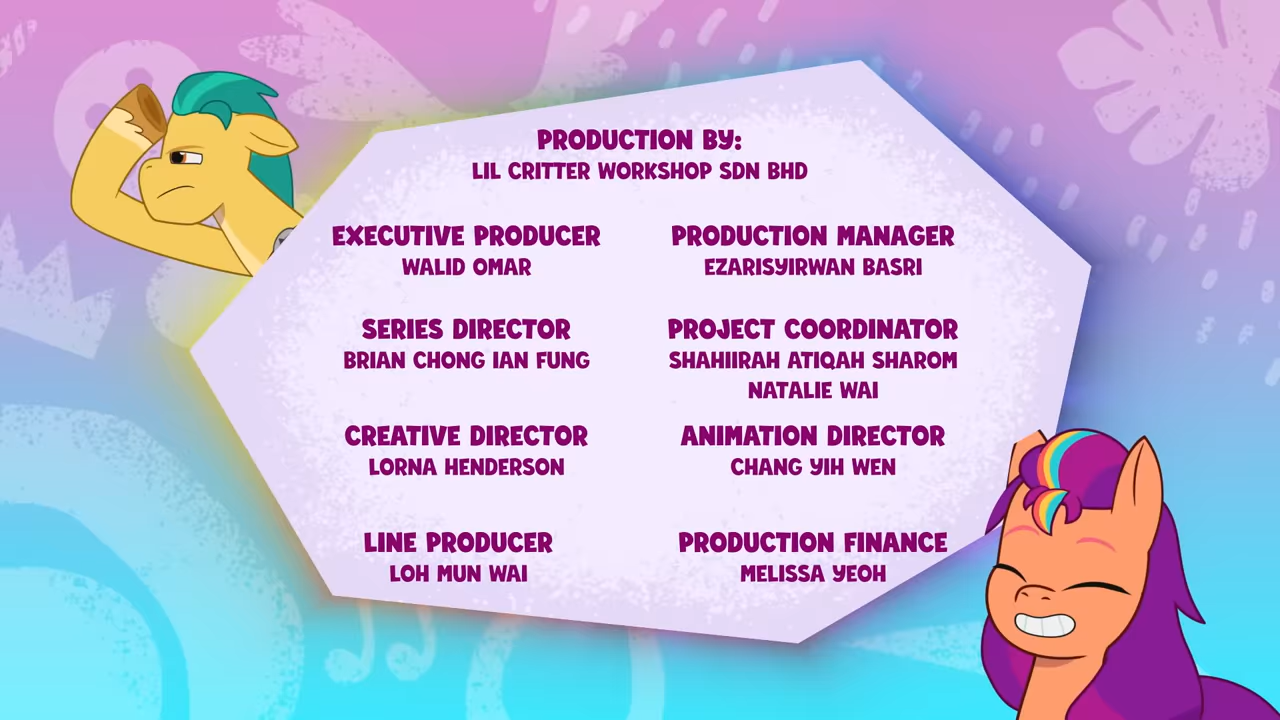 PRODUCTION BY:
LIL CRITTER WORKSHOP SDN BHD
EXECUTIVE PRODUCER
WALID OMAR
PRODUCTION MANAGER
EZARISYIRWAN BASRI
SERIES DIRECTOR
BRIAN CHONG IAN FUNG
PROJECT COORDINATOR
SHAHIIRAH ATIQAH SHAROM
NATALIE WAI
CREATIVE DIRECTOR
LORNA HENDERSON
ANIMATION DIRECTOR
CHANG YIH WEN
LINE PRODUCER
LOH MUN WAI
PRODUCTION FINANCE
MELISSA YEOH